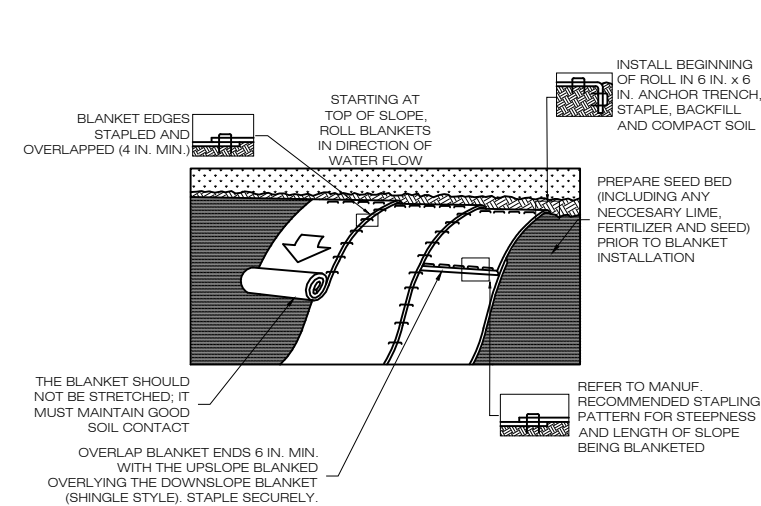 INSTALL BEGINNING
OF ROLL IN 6 IN. x 6
IN. ANCHOR TRENCH,
STAPLE, BACKFILL
AND COMPACT SOIL
STARTING AT
TOP OF SLOPE,
ROLL BLANKETS
IN DIRECTION OF
WATER FLOW
BLANKET EDGES
STAPLED AND
OVERLAPPED (4 IN. MIN.)
PREPARE SEED BED
(INCLUDING ANY
NECCESARY LIME,
FERTILIZER AND SEED)
PRIOR TO BLANKET
INSTALLATION
THE BLANKET SHOULD
NOT BE STRETCHED; IT
MUST MAINTAIN GOOD
SOIL CONTACT
REFER TO MANUF.
RECOMMENDED STAPLING
PATTERN FOR STEEPNESS
AND LENGTH OF SLOPE
BEING BLANKETED
OVERLAP BLANKET ENDS 6 IN. MIN.
WITH THE UPSLOPE BLANKED
OVERLYING THE DOWNSLOPE BLANKET
(SHINGLE STYLE). STAPLE SECURELY.